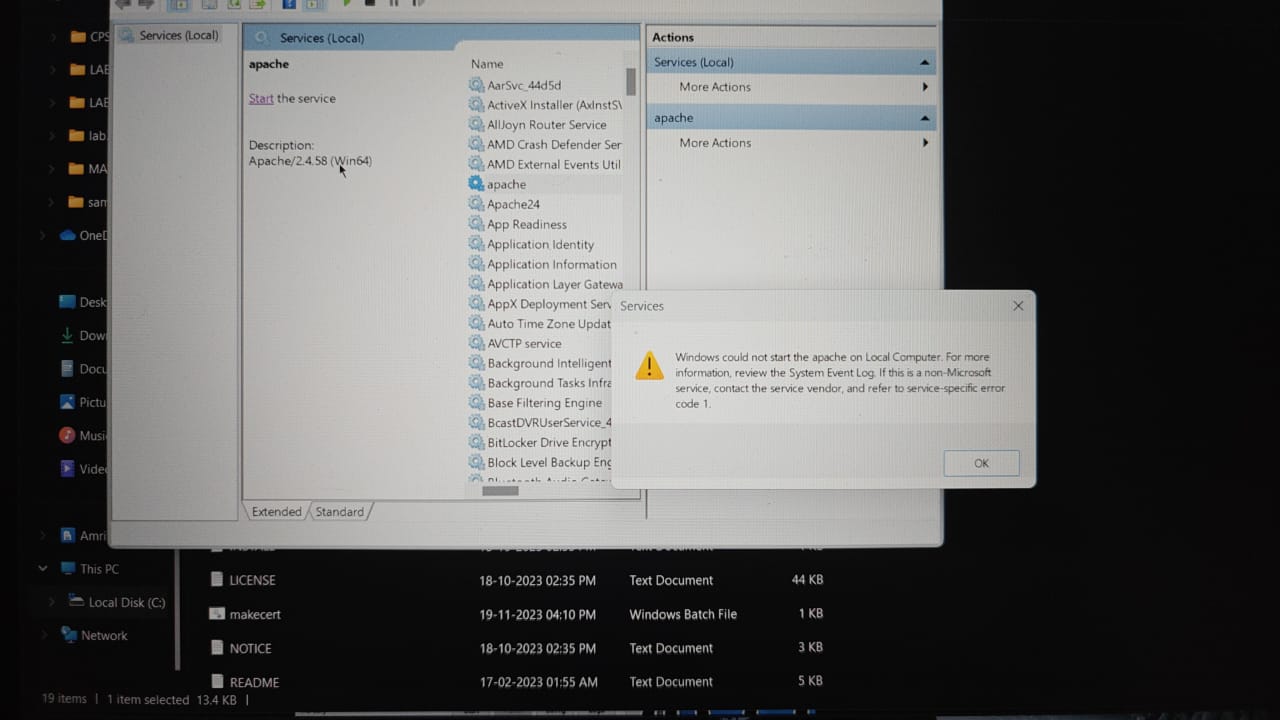 CPS
LAB
LAB
lab
MA
sam
OneD
Desk
Down
Docu
Pictu
Music
Video
Amri
This PC
Local Disk (C:)
Network
19 items | 1 item selected 13.4 KB |
Services (Local)
Services (Local)
apache
Start the service
Description:
Apache/2.4.58 (Win64)
Name
AarSvc_44d5d
ActiveX Installer (AxInstSV
AllJoyn Router Service
AMD Crash Defender Ser
AMD External Events Util
apache
Apache24
App Readiness
Application Identity
Application Information
Application Layer Gatewa
AppX Deployment Serv
Auto Time Zone Updat
AVCTP service
Background Intelligent
Background Tasks Infra
Base Filtering Engine
BcastDVRUserService_4
BitLocker Drive Encrypt
Block Level Backup Eng
Extended
Standard
Actions
Services (Local)
More Actions
apache
More Actions
Services
Windows could not start the apache on Local Computer. For more
information, review the System Event Log. If this is a non-Microsoft
service, contact the service vendor, and refer to service-specific error
code 1.
OK
LICENSE 18-10-2023 02:35 PM Text Document 44 KB
makecert 19-11-2023 04:10 PM Windows Batch File 1 KB
NOTICE 18-10-2023 02:35 PM Text Document 3 KB
README 17-02-2023 01:55 AM Text Document 5 KB